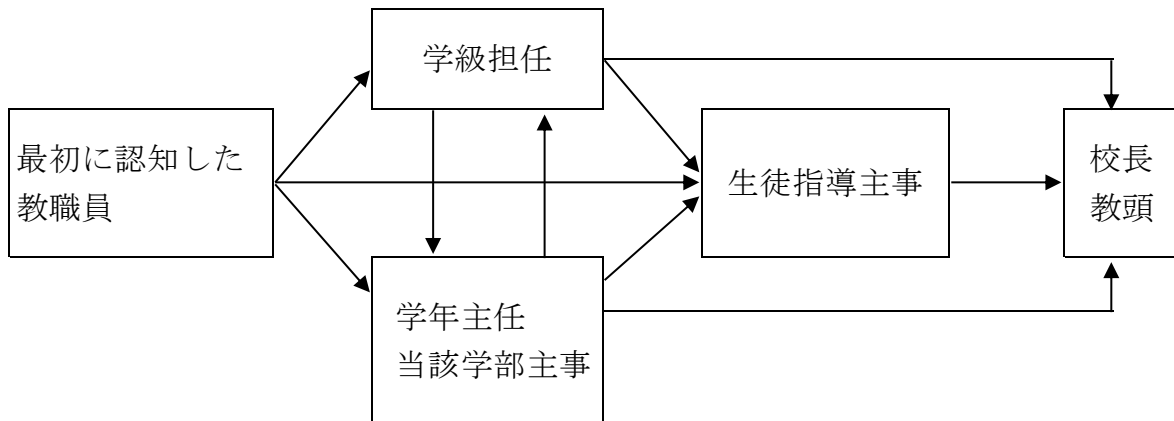 学級担任
最初に認知した
教職員
生徒指導主事
校長
教頭
学年主任
当該学部主事